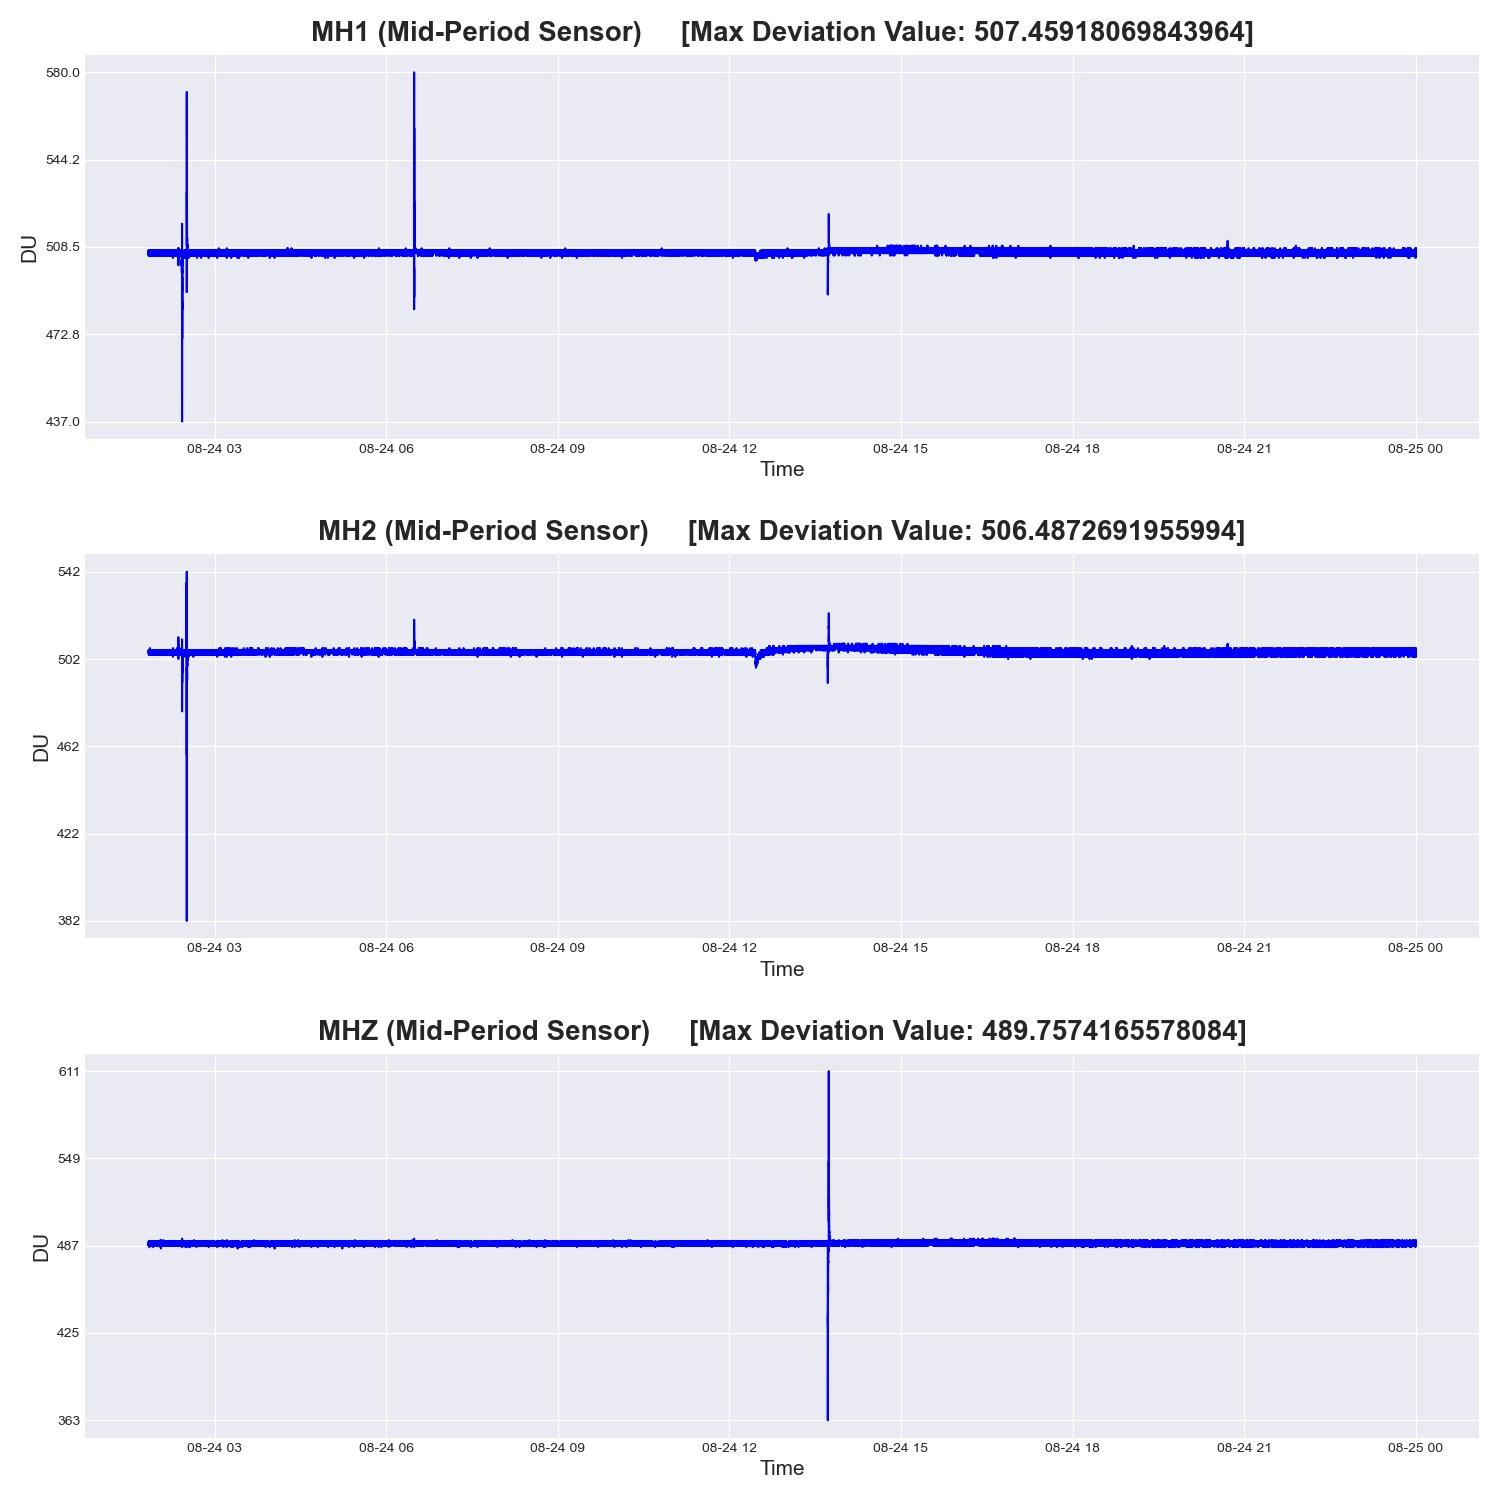 MH1 (Mid-Period Sensor) [Max Deviation Value: 507.45918069843964]
580.0
544.2
508.5
472.8
437.0
DU
08-24 03 08-24 06 08-24 09 08-24 12 08-24 15 08-24 18 08-24 21 08-25 00
Time
MH2 (Mid-Period Sensor) [Max Deviation Value: 506.4872691955994]
542
502
462
422
382
DU
08-24 03 08-24 06 08-24 09 08-24 12 08-24 15 08-24 18 08-24 21 08-25 00
Time
MHZ (Mid-Period Sensor) [Max Deviation Value: 489.7574165578084]
611
549
487
425
363
DU
08-24 03 08-24 06 08-24 09 08-24 12 08-24 15 08-24 18 08-24 21 08-25 00
Time